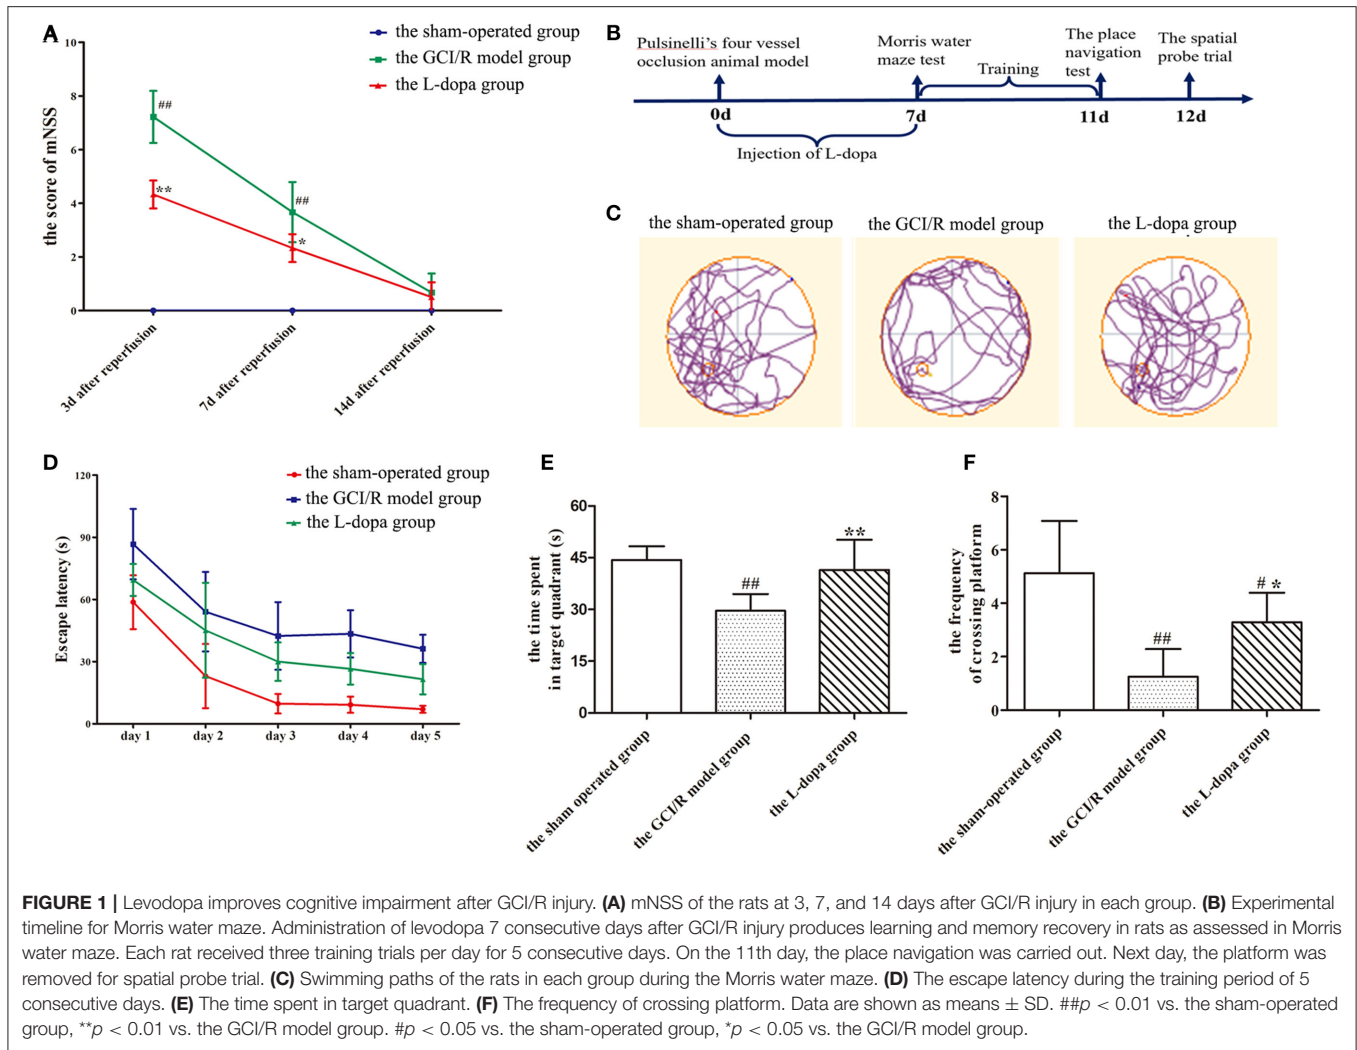 A
the sham-operated group
the GCI/R model group
the L-dopa group
the score of mNSS
10
8
6
4
2
0
##
**
##
*
3d after reperfusion
7d after reperfusion
14d after reperfusion
B
Pulsinelli's four vessel
occlusion animal model
Morris water
maze test
Training
The place
navigation
test
The spatial
probe trial
0d
7d
11d
12d
Injection of L-dopa
C
the sham-operated group
the GCI/R model group
the L-dopa group
D
the sham-operated group
the GCI/R model group
the L-dopa group
Escape latency (s)
120
90
60
30
0
day 1
day 2
day 3
day 4
day 5
E
the time spent
in target quadrant (s)
60
45
30
15
0
##
**
the sham operated group
the GCI/R model group
the L-dopa group
F
the frequency
of crossing platform
8
6
4
2
0
##
# *
the sham-operated group
the GCI/R model group
the L-dopa group
FIGURE 1 | Levodopa improves cognitive impairment after GCI/R injury. (A) mNSS of the rats at 3, 7, and 14 days after GCI/R injury in each group. (B) Experimental
timeline for Morris water maze. Administration of levodopa 7 consecutive days after GCI/R injury produces learning and memory recovery in rats as assessed in Morris
water maze. Each rat received three training trials per day for 5 consecutive days. On the 11th day, the place navigation was carried out. Next day, the platform was
removed for spatial probe trial. (C) Swimming paths of the rats in each group during the Morris water maze. (D) The escape latency during the training period of 5
consecutive days. (E) The time spent in target quadrant. (F) The frequency of crossing platform. Data are shown as means ± SD. ##p < 0.01 vs. the sham-operated
group, **p < 0.01 vs. the GCI/R model group. #p < 0.05 vs. the sham-operated group, *p < 0.05 vs. the GCI/R model group.